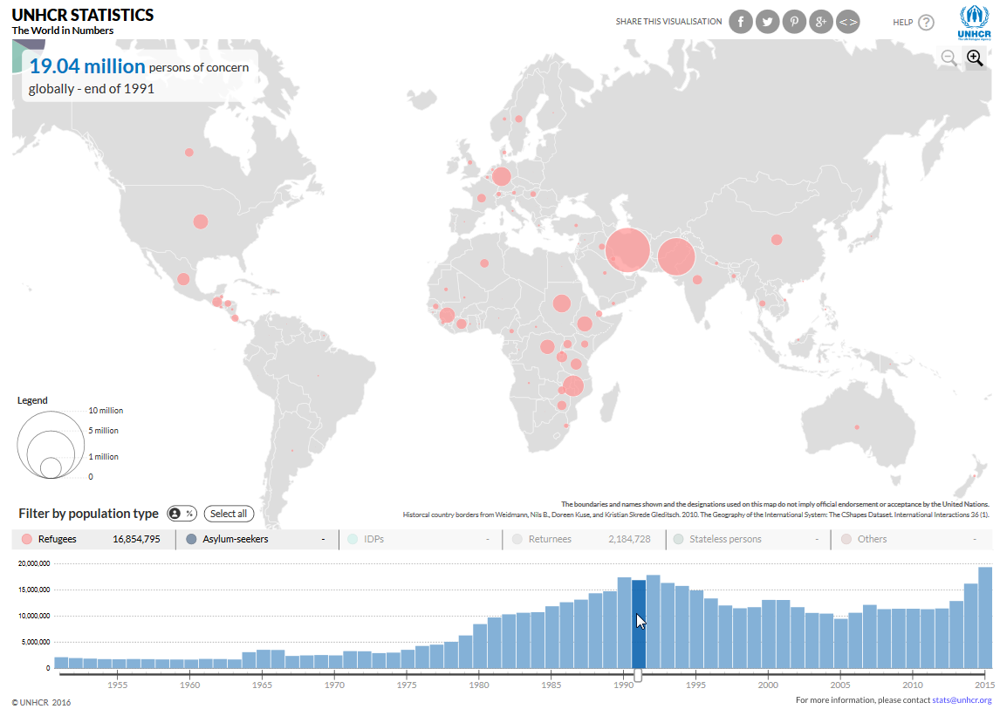 UNHCR STATISTICS
The World in Numbers
SHARE THIS VISUALISATION
f
g+
< >
HELP ?
UNHCR
The UN Refugee Agency
19.04 million persons of concern
globally - end of 1991
Legend
10 million
5 million
1 million
0
Filter by population type
%
Select all
The boundaries and names shown and the designations used on this map do not imply official endorsement or acceptance by the United Nations.
Historcal country borders from Weidmann, Nils B., Doreen Kuse, and Kristian Skrede Gleditsch. 2010. The Geography of the International System: The CShapes Dataset. International Interactions 36 (1).
Refugees 16,854,795 Asylum-seekers - IDPs - Returnees 2,184,728 Stateless persons - Others -
20,000,000
15,000,000
10,000,000
5,000,000
0
1955 1960 1965 1970 1975 1980 1985 1990 1995 2000 2005 2010 2015
© UNHCR 2016
For more information, please contact stats@unhcr.org